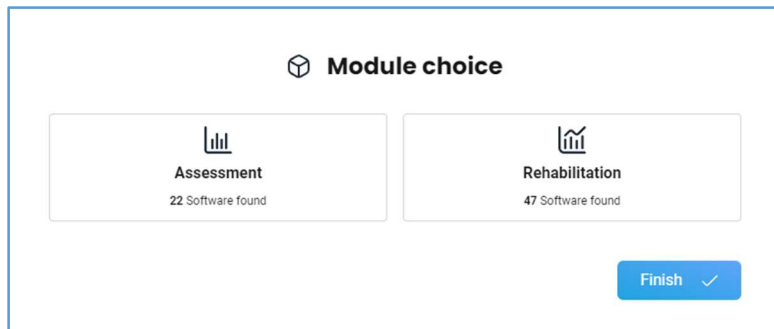 Module choice
Assessment
22 Software found
Rehabilitation
47 Software found
Finish